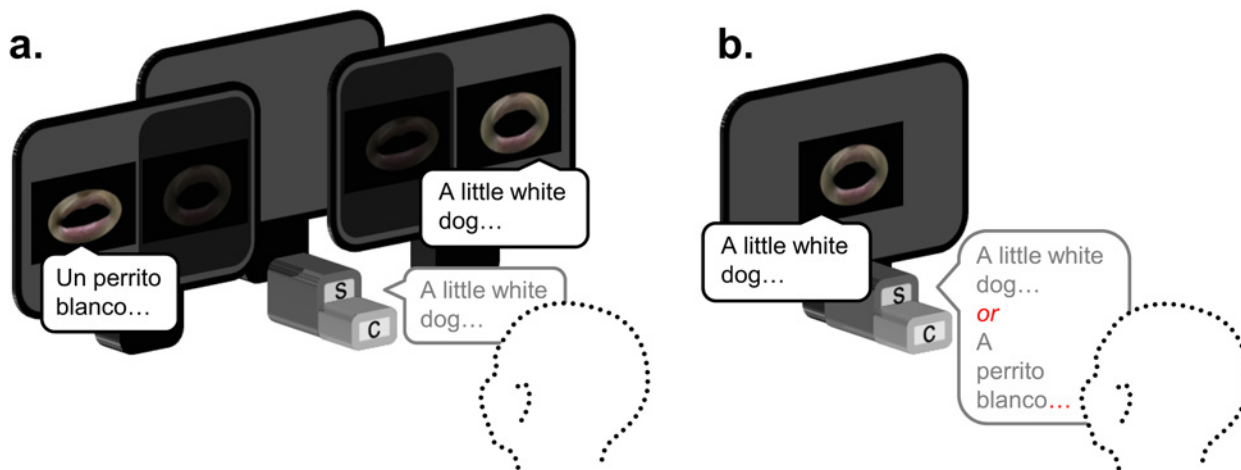 a.
Un perrito
blanco…
A little white
dog…
S
C
A little white
dog…
b.
A little white
dog…
S
C
A little white
dog…
or
A
perrito
blanco…